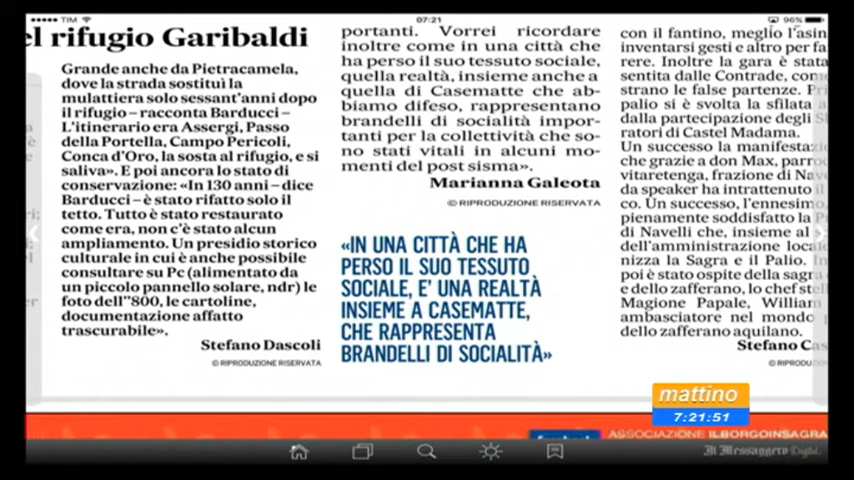 TIM
07:21
96%
el rifugio Garibaldi
Grande anche da Pietracamela,
dove la strada sostituì la
mulattiera solo sessant'anni dopo
il rifugio – racconta Barducci –
L'itinerario era Assergi, Passo
della Portella, Campo Pericoli,
Conca d'Oro, la sosta al rifugio, e si
saliva». E poi ancora lo stato di
conservazione: «In 130 anni – dice
Barducci – è stato rifatto solo il
tetto. Tutto è stato restaurato
come era, non c'è stato alcun
ampliamento. Un presidio storico
culturale in cui è anche possibile
consultare su Pc (alimentato da
un piccolo pannello solare, ndr) le
foto dell''800, le cartoline,
documentazione affatto
trascurabile».
Stefano Dascoli
© RIPRODUZIONE RISERVATA
portanti. Vorrei ricordare
inoltre come in una città che
ha perso il suo tessuto sociale,
quella realtà, insieme anche a
quella di Casematte che ab-
biamo difeso, rappresentano
brandelli di socialità impor-
tanti per la collettività che so-
no stati vitali in alcuni mo-
menti del post sisma».
Marianna Galeota
© RIPRODUZIONE RISERVATA
«IN UNA CITTÀ CHE HA
PERSO IL SUO TESSUTO
SOCIALE, E' UNA REALTÀ
INSIEME A CASEMATTE,
CHE RAPPRESENTA
BRANDELLI DI SOCIALITÀ»
con il fantino, meglio l'asina
inventarsi gesti e altro per fa
rere. Inoltre la gara è stata
sentita dalle Contrade, com
strano le false partenze. Pr
palio si è svolta la sfilata a
dalla partecipazione degli S
ratori di Castel Madama.
Un successo la manifestaz
che grazie a don Max, parro
vitaretenga, frazione di Nave
da speaker ha intrattenuto il
co. Un successo, l'ennesimo,
pienamente soddisfatto la P
di Navelli che, insieme al
dell'amministrazione locale
nizza la Sagra e il Palio. In
poi è stato ospite della sagra
e dello zafferano, lo chef ste
Magione Papale, William
ambasciatore nel mondo p
dello zafferano aquilano.
Stefano Cas
© RIPRODUZ
mattino
7:21:51
ASSOCIAZIONE ILBORGOINSAGRA
Il Messaggero Digital